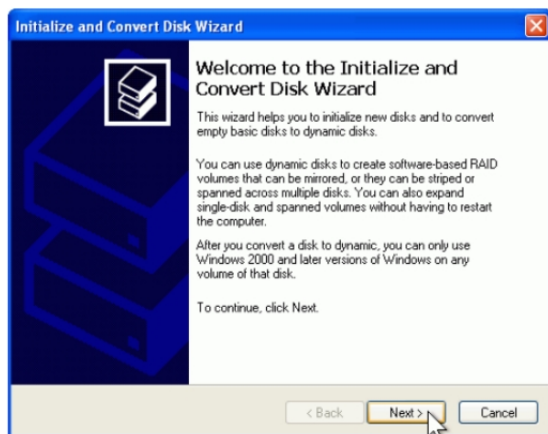 Initialize and Convert Disk Wizard
Welcome to the Initialize and
Convert Disk Wizard
This wizard helps you to initialize new disks and to convert
empty basic disks to dynamic disks.
You can use dynamic disks to create software-based RAID
volumes that can be mirrored, or they can be striped or
spanned across multiple disks. You can also expand
single-disk and spanned volumes without having to restart
the computer.
After you convert a disk to dynamic, you can only use
Windows 2000 and later versions of Windows on any
volume of that disk.
To continue, click Next.
< Back Next > Cancel